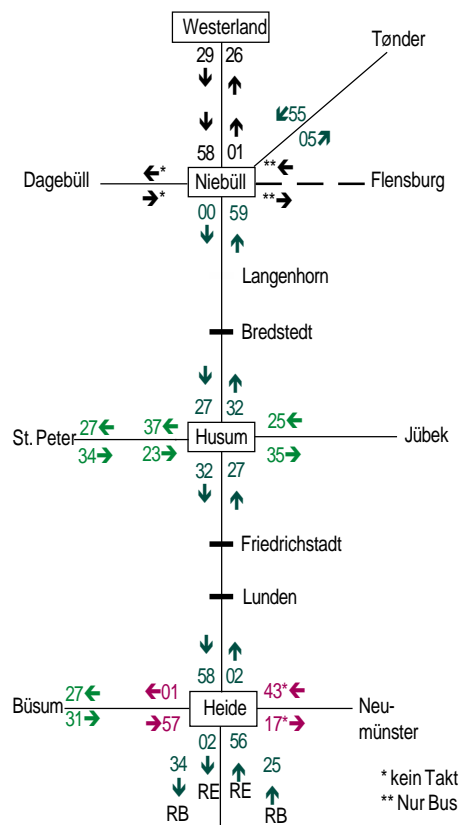 Westerland
Tønder
29 26
55
05
58 01
Dagebüll * ** Niebüll Flensburg
* **
00 59
Langenhorn
Bredstedt
27 32
St. Peter 27 37 Husum 25 Jübek
34 23 35
32 27
Friedrichstadt
Lunden
58 02
Büsum 27 01 Heide 43* Neu-
31 57 17* münster
02 56
34 25
RE RE
RB RB
* kein Takt
** Nur Bus